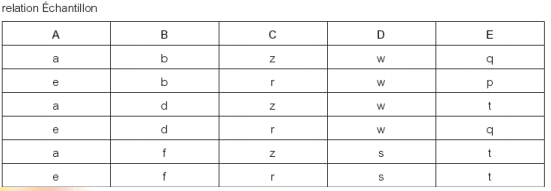 relation Échantillon
A B C D E
a b z w q
e b r w p
a d z w t
e d r w q
a f z s t
e f r s t